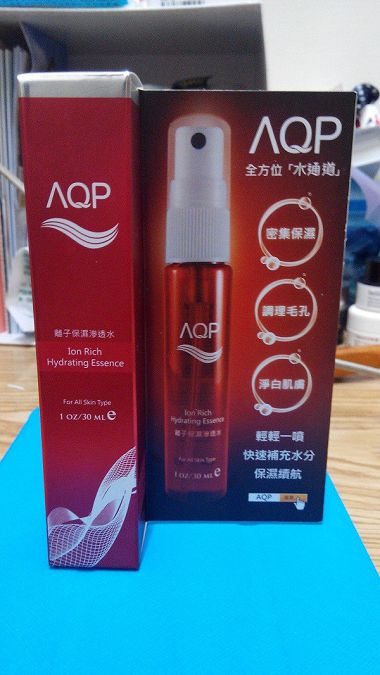 AQP
離子保濕滲透水
Ion Rich
Hydrating Essence
For All Skin Type
1 OZ/30 ML e
AQP
全方位「水通道」
密集保濕
調理毛孔
淨白肌膚
輕輕一噴
快速補充水分
保濕續航
AQP
AQP
Ion Rich
Hydrating Essence
離子保濕滲透水
For All Skin Type
1 OZ/30 ML e